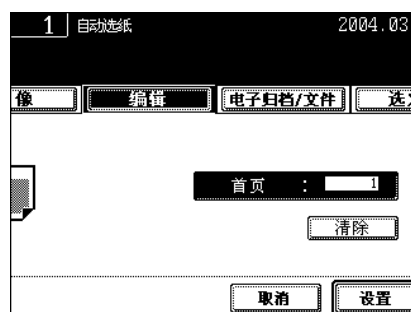 1 自动选纸 2004.03
像 编辑 电子归档/文件 选
首页 : 1
清除
取消 设置